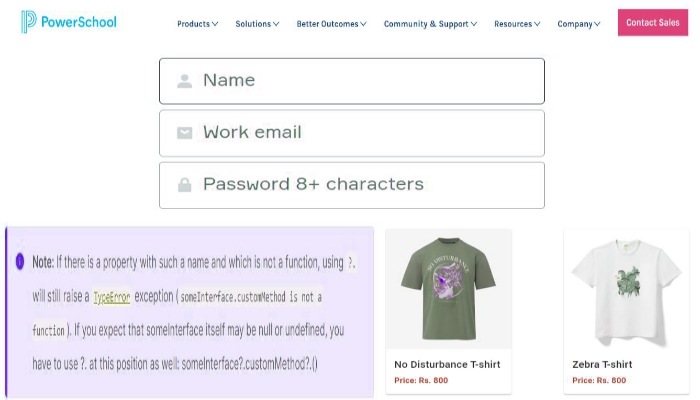 PowerSchool
Products Solutions Better Outcomes Community & Support Resources Company Contact Sales
Name
Work email
Password 8+ characters
Note: If there is a property with such a name and which is not a function, using ?.
will still raise a TypeError exception (someInterface.customMethod is not a
function). If you expect that someInterface itself may be null or undefined, you
have to use ?. at this position as well: someInterface?.customMethod?.()
NO DISTURBANCE
No Disturbance T-shirt
Price: Rs. 800
Zebra T-shirt
Price: Rs. 800